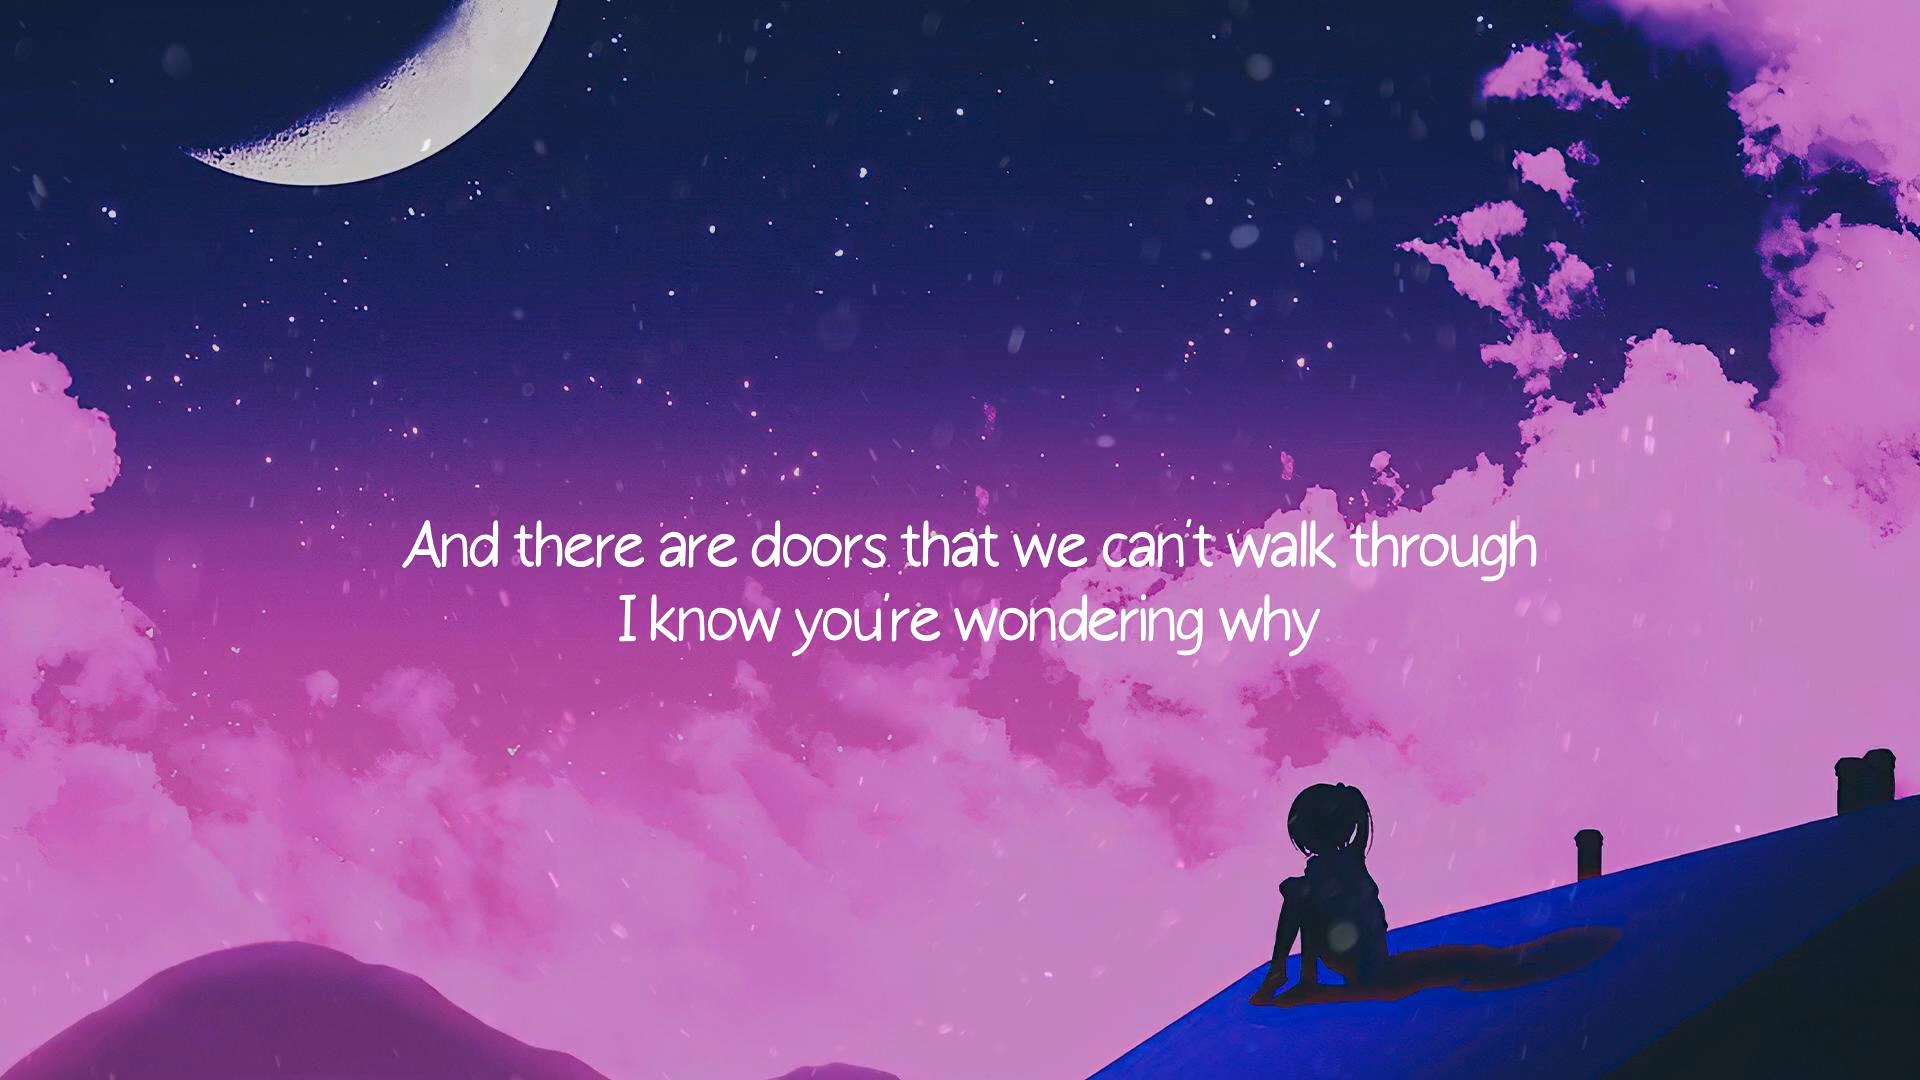 And there are doors that we can't walk through
I know you're wondering why